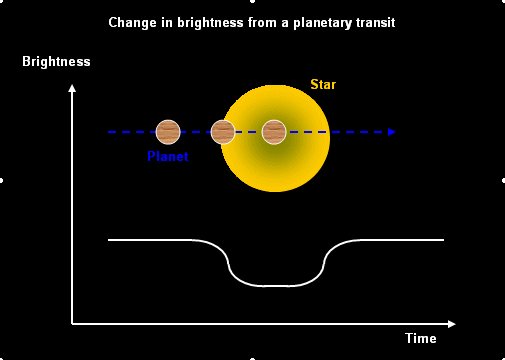 Change in brightness from a planetary transit
Brightness
Star
Planet
Time